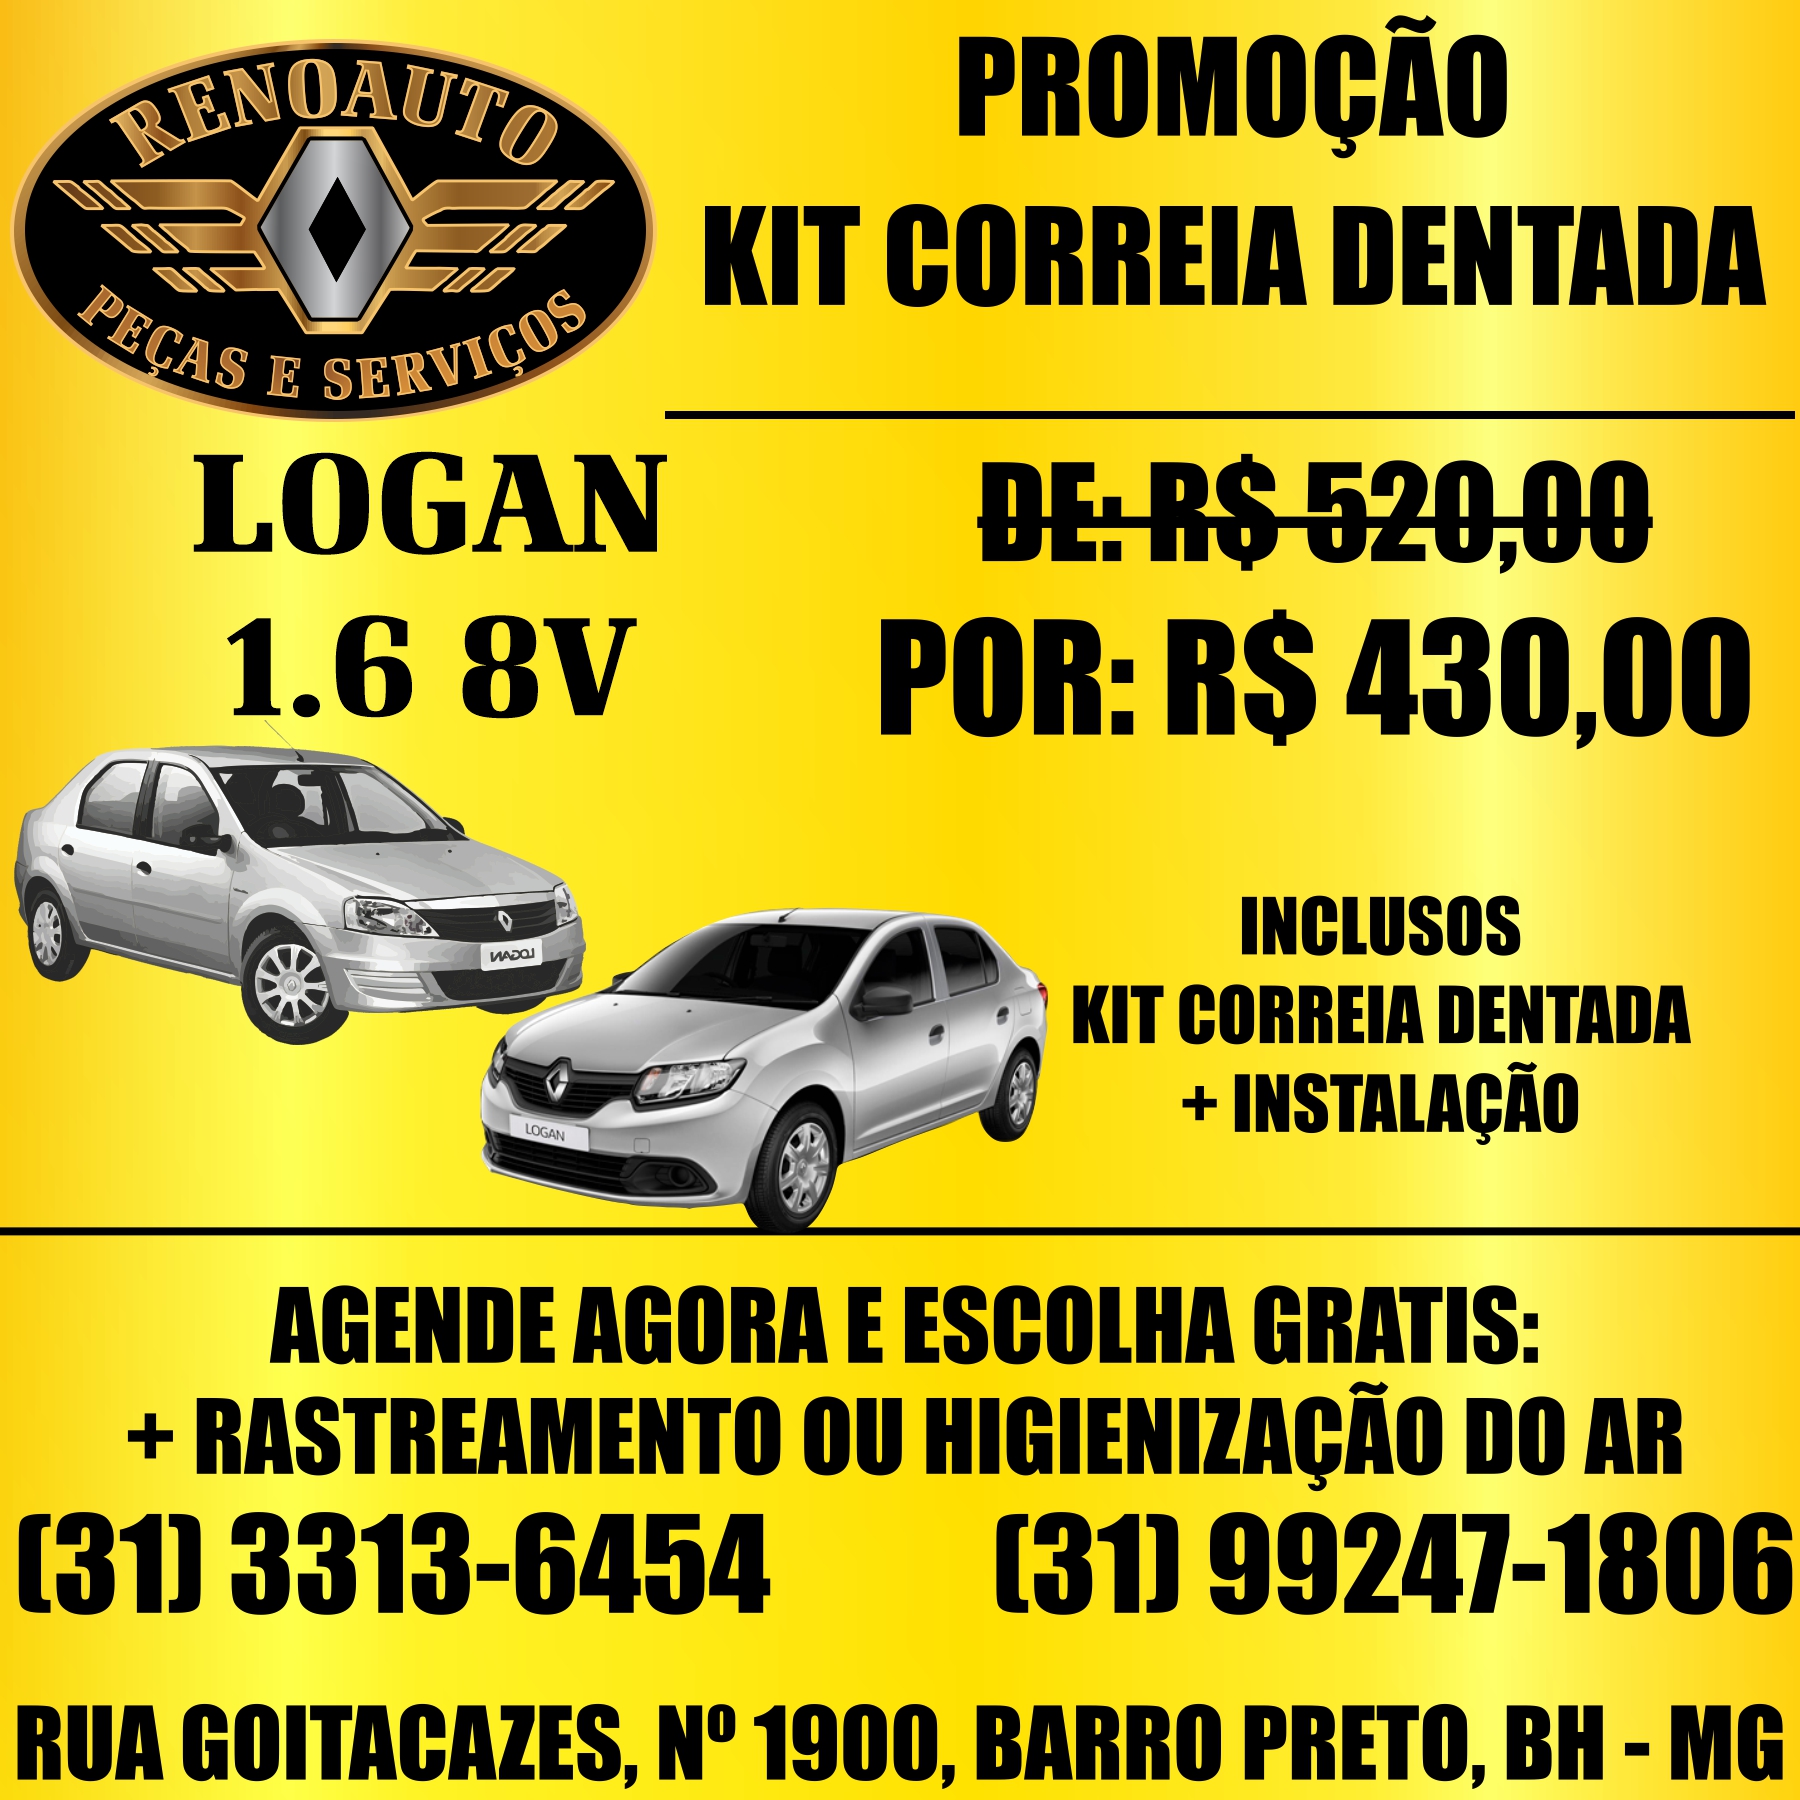 RENOAUTO
PEÇAS E SERVIÇOS
PROMOÇÃO
KIT CORREIA DENTADA
LOGAN
1.6 8V
DE: R$ 520,00
POR: R$ 430,00
LOGAN
LOGAN
INCLUSOS
KIT CORREIA DENTADA
+ INSTALAÇÃO
AGENDE AGORA E ESCOLHA GRATIS:
+ RASTREAMENTO OU HIGIENIZAÇÃO DO AR
(31) 3313-6454
(31) 99247-1806
RUA GOITACAZES, Nº 1900, BARRO PRETO, BH - MG